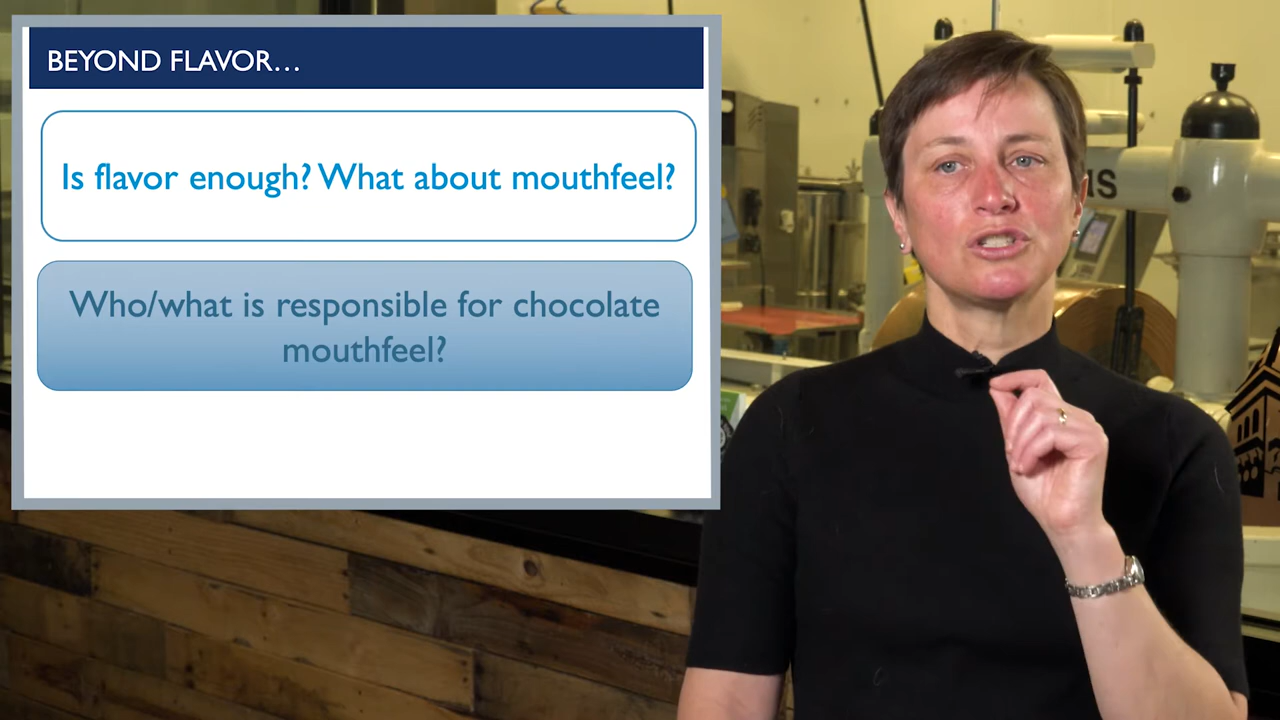 BEYOND FLAVOR...
Is flavor enough? What about mouthfeel?
Who/what is responsible for chocolate
mouthfeel?